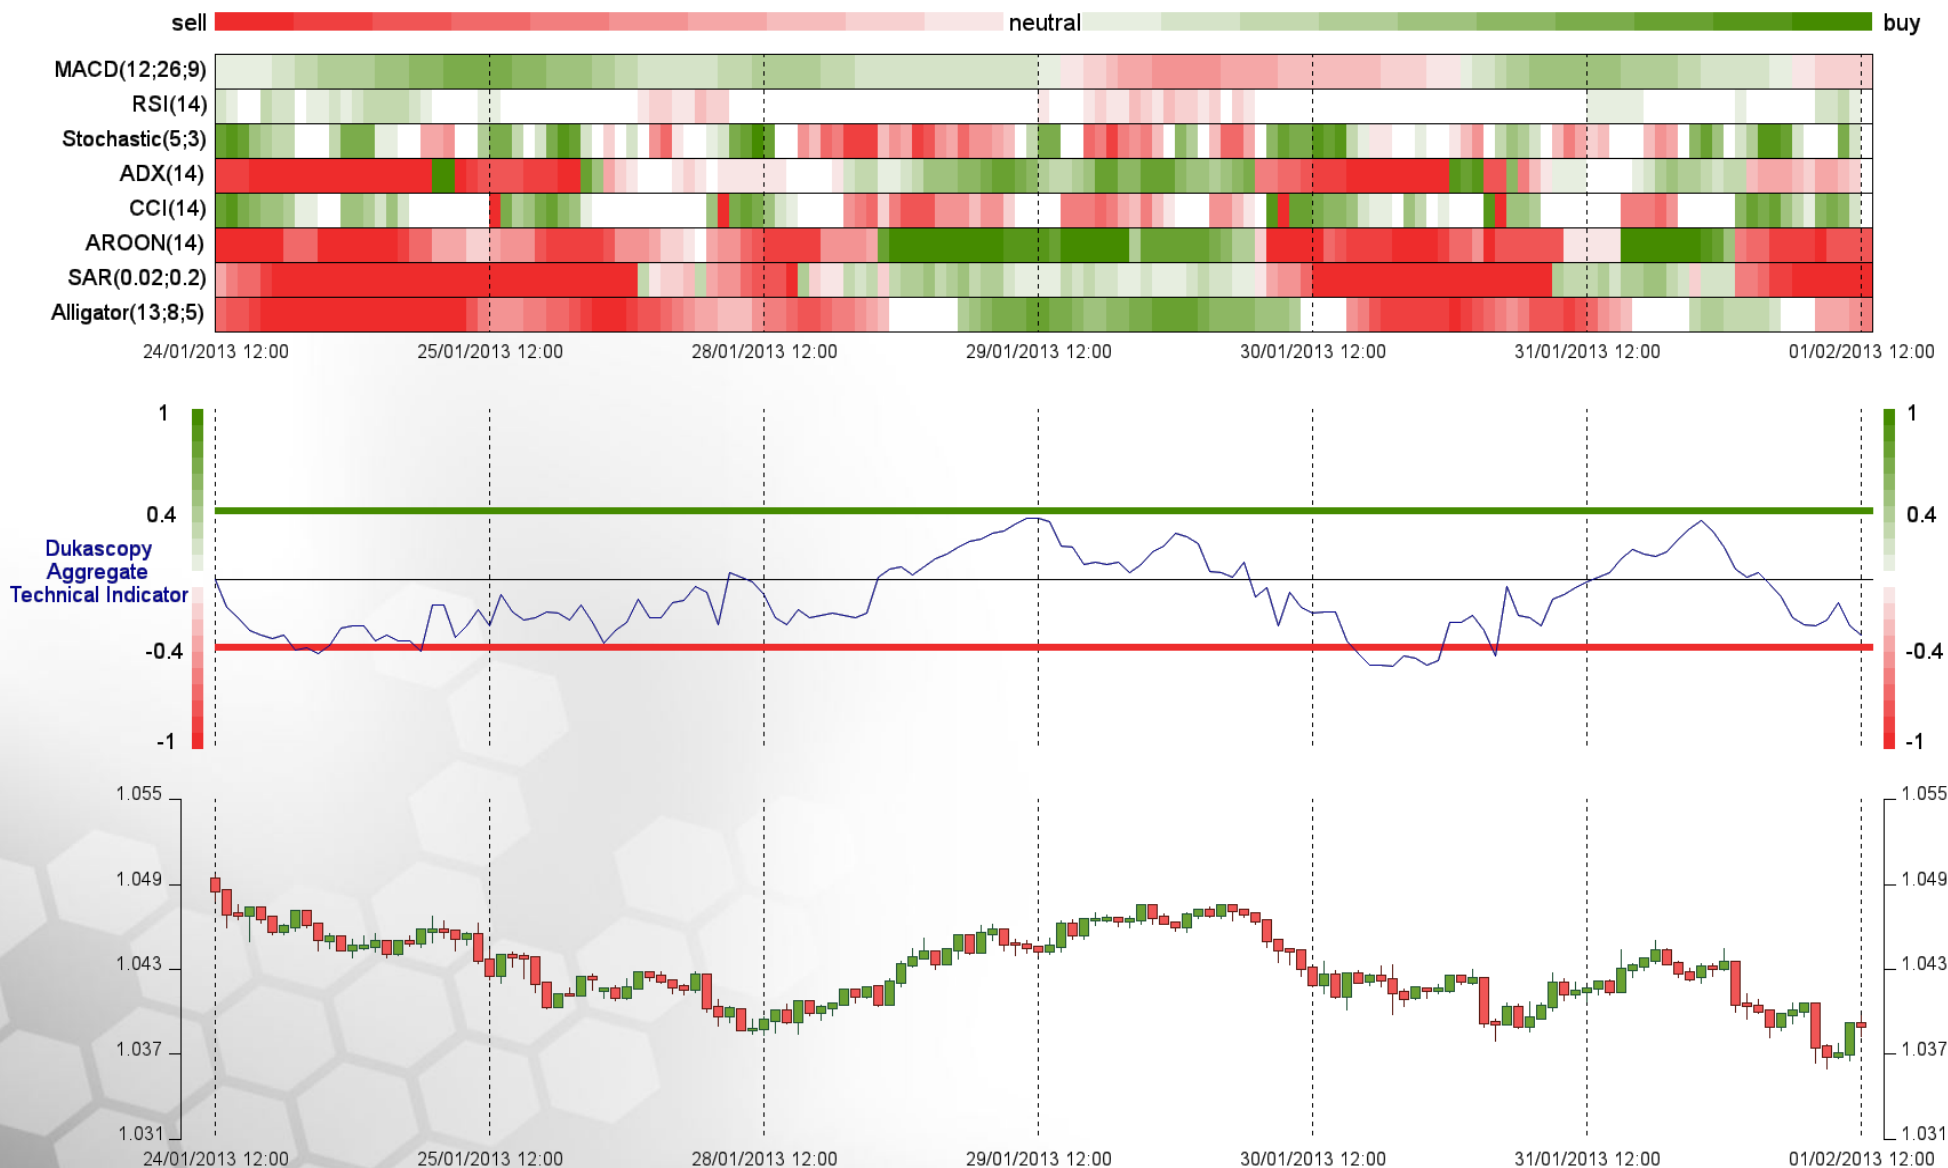 sell neutral buy
MACD(12;26;9)
RSI(14)
Stochastic(5;3)
ADX(14)
CCI(14)
AROON(14)
SAR(0.02;0.2)
Alligator(13;8;5)
24/01/2013 12:00 25/01/2013 12:00 28/01/2013 12:00 29/01/2013 12:00 30/01/2013 12:00 31/01/2013 12:00 01/02/2013 12:00
1 1
0.4 0.4
Dukascopy
Aggregate
Technical Indicator
-0.4 -0.4
-1 -1
1.055 1.055
1.049 1.049
1.043 1.043
1.037 1.037
1.031 1.031
24/01/2013 12:00 25/01/2013 12:00 28/01/2013 12:00 29/01/2013 12:00 30/01/2013 12:00 31/01/2013 12:00 01/02/2013 12:00